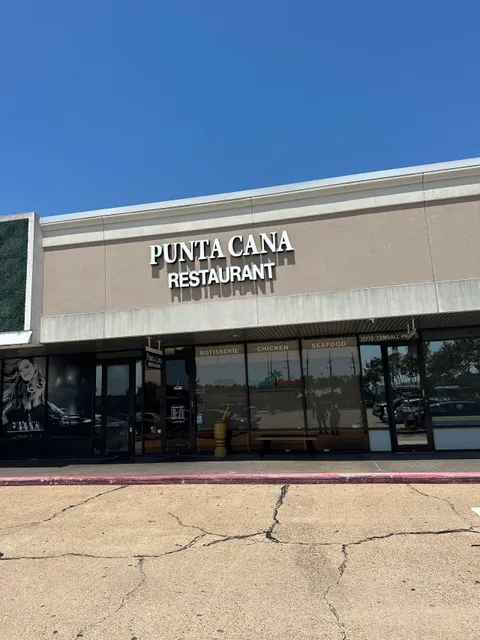 PUNTA CANA
RESTAURANT
ROTISSERIE
CHICKEN
SEAFOOD